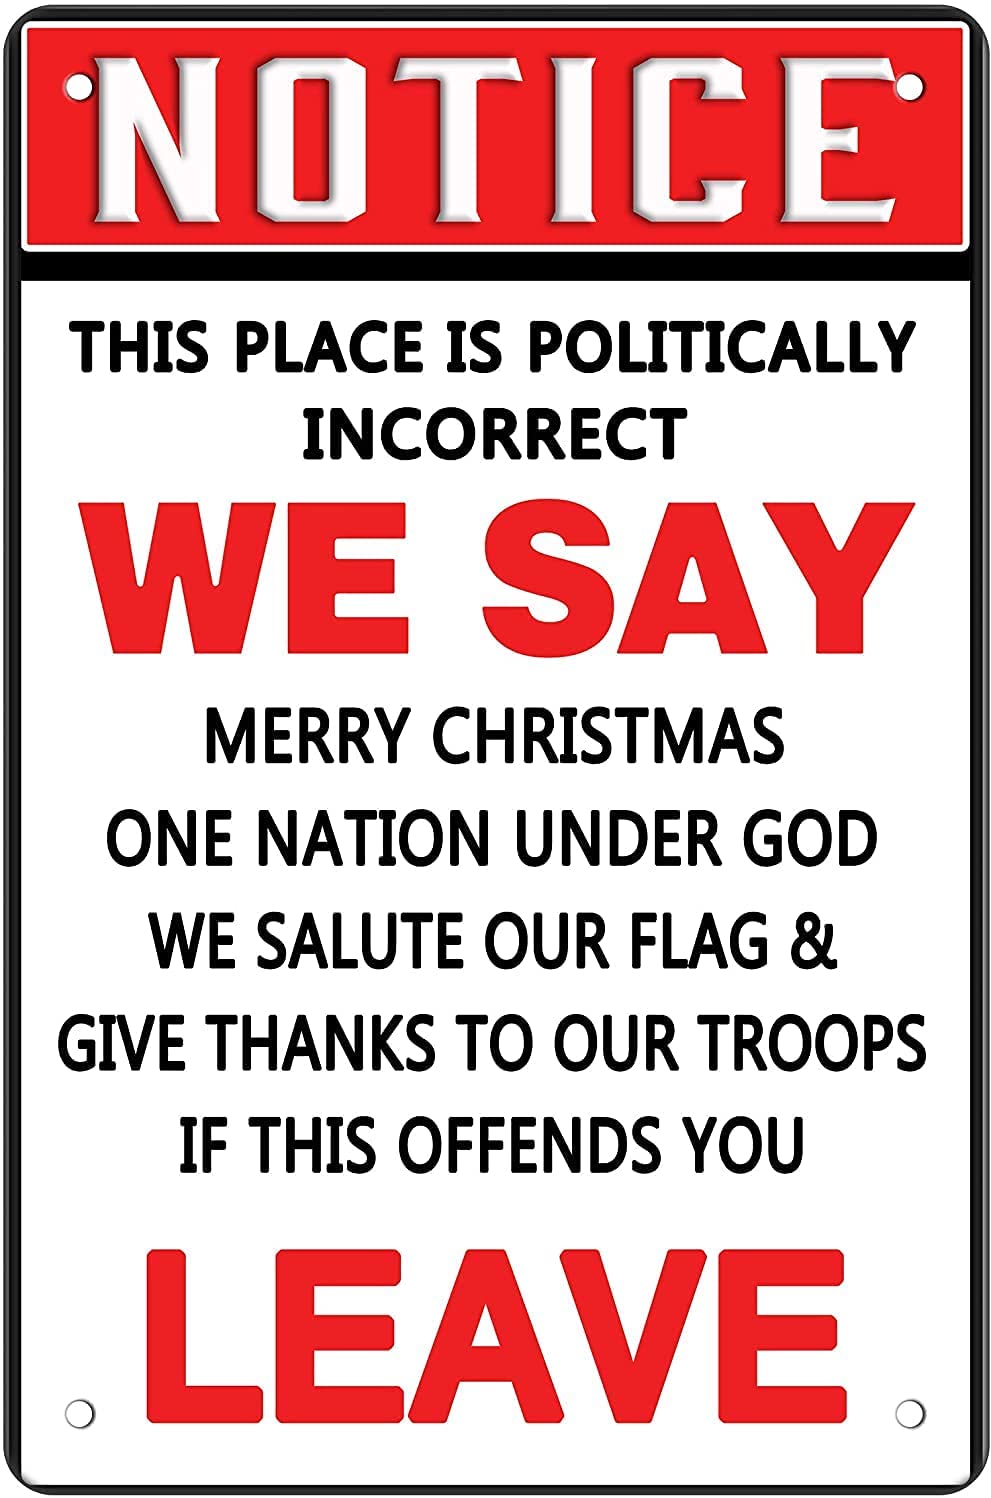 NOTICE
THIS PLACE IS POLITICALLY
INCORRECT
WE SAY
MERRY CHRISTMAS
ONE NATION UNDER GOD
WE SALUTE OUR FLAG &
GIVE THANKS TO OUR TROOPS
IF THIS OFFENDS YOU
LEAVE